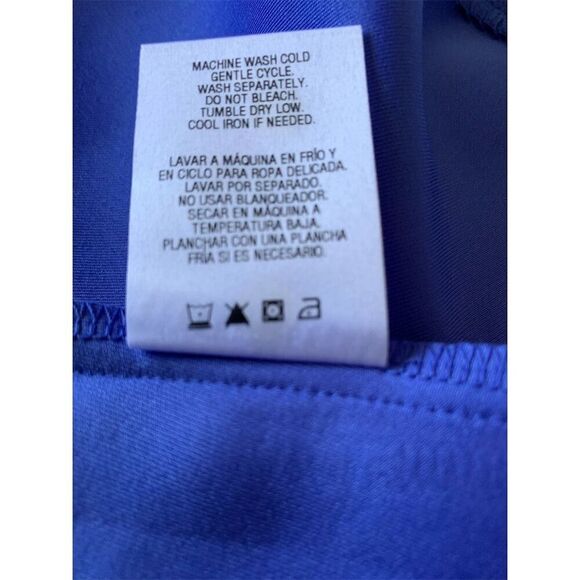 MACHINE WASH COLD
GENTLE CYCLE.
WASH SEPARATELY.
DO NOT BLEACH.
TUMBLE DRY LOW.
COOL IRON IF NEEDED.
LAVAR A MÁQUINA EN FRÍO Y
EN CICLO PARA ROPA DELICADA.
LAVAR POR SEPARADO.
NO USAR BLANQUEADOR.
SECAR EN MÁQUINA A
TEMPERATURA BAJA.
PLANCHAR CON UNA PLANCHA
FRÍA SI ES NECESARIO.